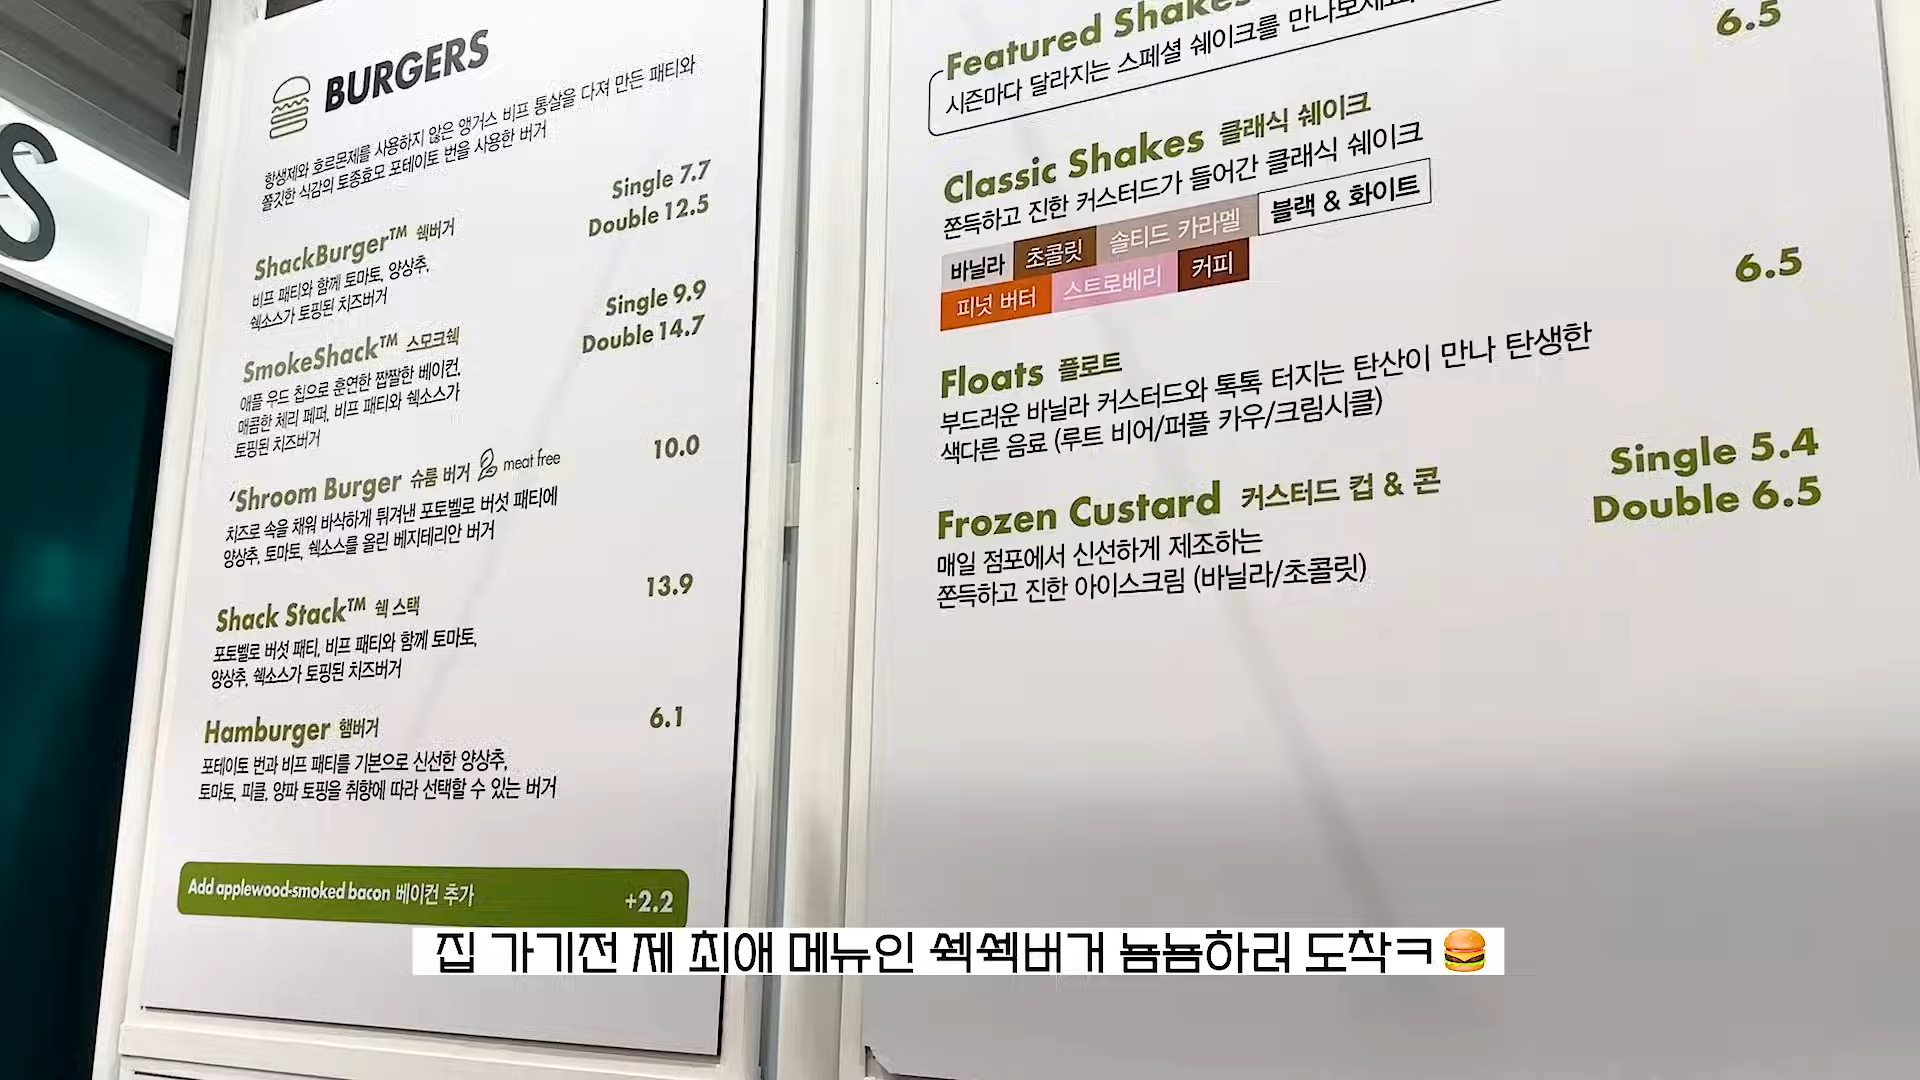 S
BURGERS
항생제와 호르몬제를 사용하지 않은 앵거스 비프 통살을 다져 만든 패티와
쫄깃한 식감의 토종효모 포테이토 번을 사용한 버거
Single 7.7
ShackBurger™ 쉑버거
Double 12.5
비프 패티와 함께 토마토, 양상추,
쉑소스가 토핑된 치즈버거
Single 9.9
SmokeShack™ 스모크쉑
Double 14.7
애플 우드 칩으로 훈연한 짭짤한 베이컨,
매콤한 체리 페퍼, 비프 패티와 쉑소스가
토핑된 치즈버거
'Shroom Burger 슈룸 버거 meat free 10.0
치즈로 속을 채워 바삭하게 튀겨낸 포토벨로 버섯 패티에
양상추, 토마토, 쉑소스를 올린 베지테리안 버거
Shack Stack™ 쉑 스택 13.9
포토벨로 버섯 패티, 비프 패티와 함께 토마토,
양상추, 쉑소스가 토핑된 치즈버거
Hamburger 햄버거 6.1
포테이토 번과 비프 패티를 기본으로 신선한 양상추,
토마토, 피클, 양파 토핑을 취향에 따라 선택할 수 있는 버거
Add applewood-smoked bacon 베이컨 추가 +2.2
Featured Shakes
시즌마다 달라지는 스페셜 쉐이크를 만나보세요.
Classic Shakes 클래식 쉐이크 6.5
쫀득하고 진한 커스터드가 들어간 클래식 쉐이크
바닐라 초콜릿 솔티드 카라멜 블랙 & 화이트
피넛 버터 스트로베리 커피
Floats 플로트 6.5
부드러운 바닐라 커스터드와 톡톡 터지는 탄산이 만나 탄생한
색다른 음료 (루트 비어/퍼플 카우/크림시클)
Single 5.4
Frozen Custard 커스터드 컵 & 콘 Double 6.5
매일 점포에서 신선하게 제조하는
쫀득하고 진한 아이스크림 (바닐라/초콜릿)
집 가기전 제 최애 메뉴인 쉑쉑버거 뇸뇸하러 도착ㅋ